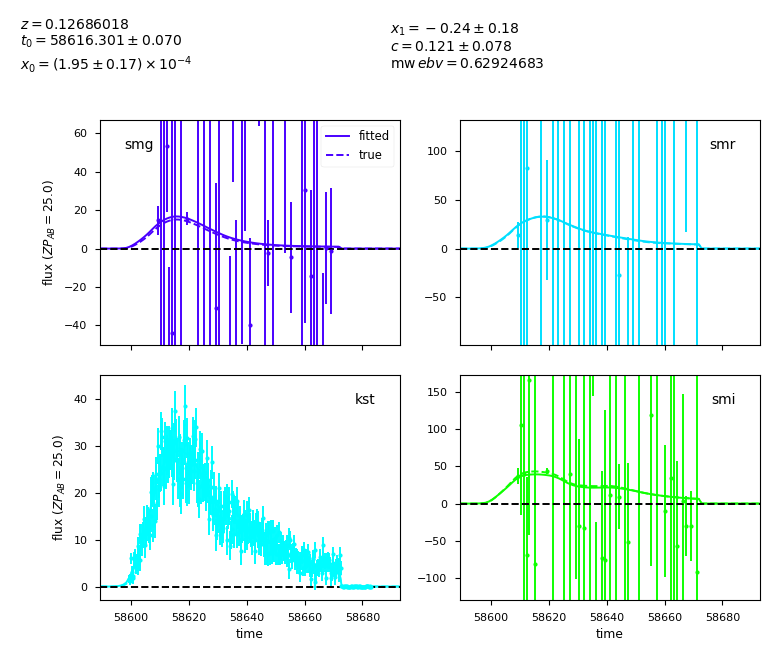 z = 0.12686018
t₀ = 58616.301 ± 0.070
x₀ = (1.95 ± 0.17) × 10⁻⁴
x₁ = −0.24 ± 0.18
c = 0.121 ± 0.078
mw ebv = 0.62924683
smg
fitted
true
60
40
20
0
−20
−40
flux (ZP_AB = 25.0)
smr
100
50
0
−50
kst
40
30
20
10
0
flux (ZP_AB = 25.0)
58600 58620 58640 58660 58680
time
smi
150
100
50
0
−50
−100
58600 58620 58640 58660 58680
time